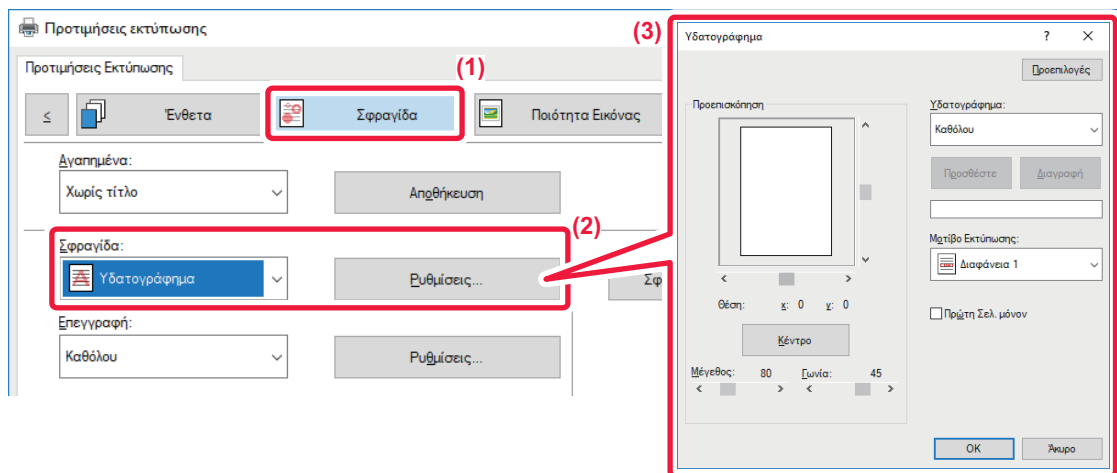 Προτιμήσεις εκτύπωσης
Προτιμήσεις Εκτύπωσης
(1)
≤
Ένθετα
Σφραγίδα
Ποιότητα Εικόνας
Αγαπημένα:
Χωρίς τίτλο
Αποθήκευση
(2)
Σφραγίδα:
Υδατογράφημα
Ρυθμίσεις...
Σφ
Επεγγραφή:
Καθόλου
Ρυθμίσεις...
(3)
Υδατογράφημα
?
Προεπιλογές
Προεπισκόπηση
Υδατογράφημα:
Καθόλου
Προσθέστε
Διαγραφή
Μοτίβο Εκτύπωσης:
Διαφάνεια 1
Θέση: x: 0 y: 0
Πρώτη Σελ. μόνον
Κέντρο
Μέγεθος: 80 Γωνία: 45
OK
Άκυρο